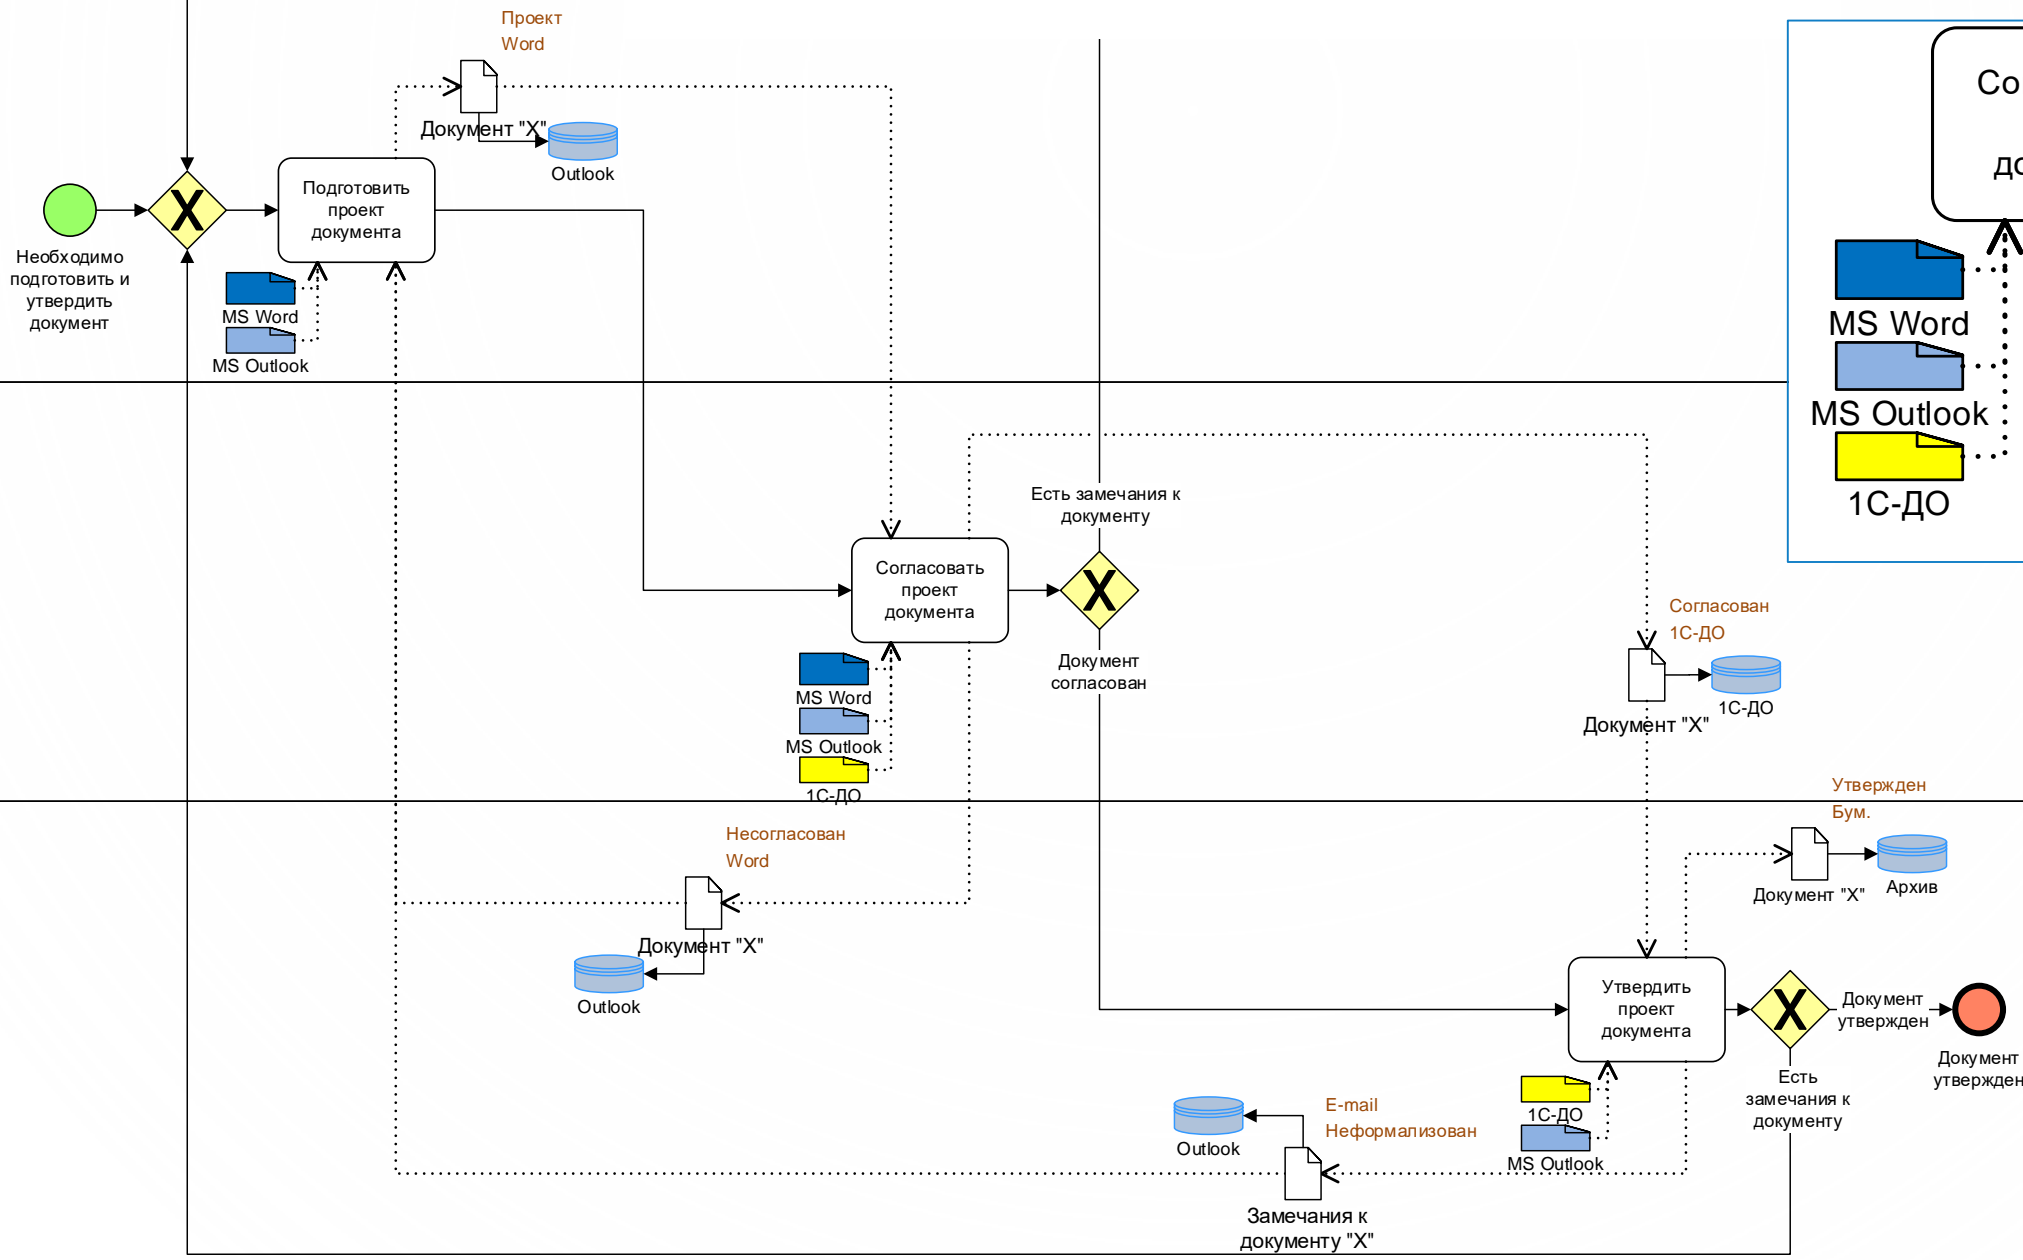 Проект
Word
Документ "X"
Outlook
X
Подготовить
проект
документа
Необходимо
подготовить и
утвердить
документ
MS Word
MS Outlook
Со
до
MS Word
MS Outlook
1С-ДО
Есть замечания к
документу
Согласовать
проект
документа
X
Документ
согласован
MS Word
MS Outlook
1С-ДО
Согласован
1С-ДО
Документ "X"
1С-ДО
Утвержден
Бум.
Документ "X"
Архив
Несогласован
Word
Документ "X"
Outlook
Утвердить
проект
документа
X
Документ
утвержден
Документ
утвержден
Есть
замечания к
документу
1С-ДО
MS Outlook
E-mail
Неформализован
Outlook
Замечания к
документу "X"